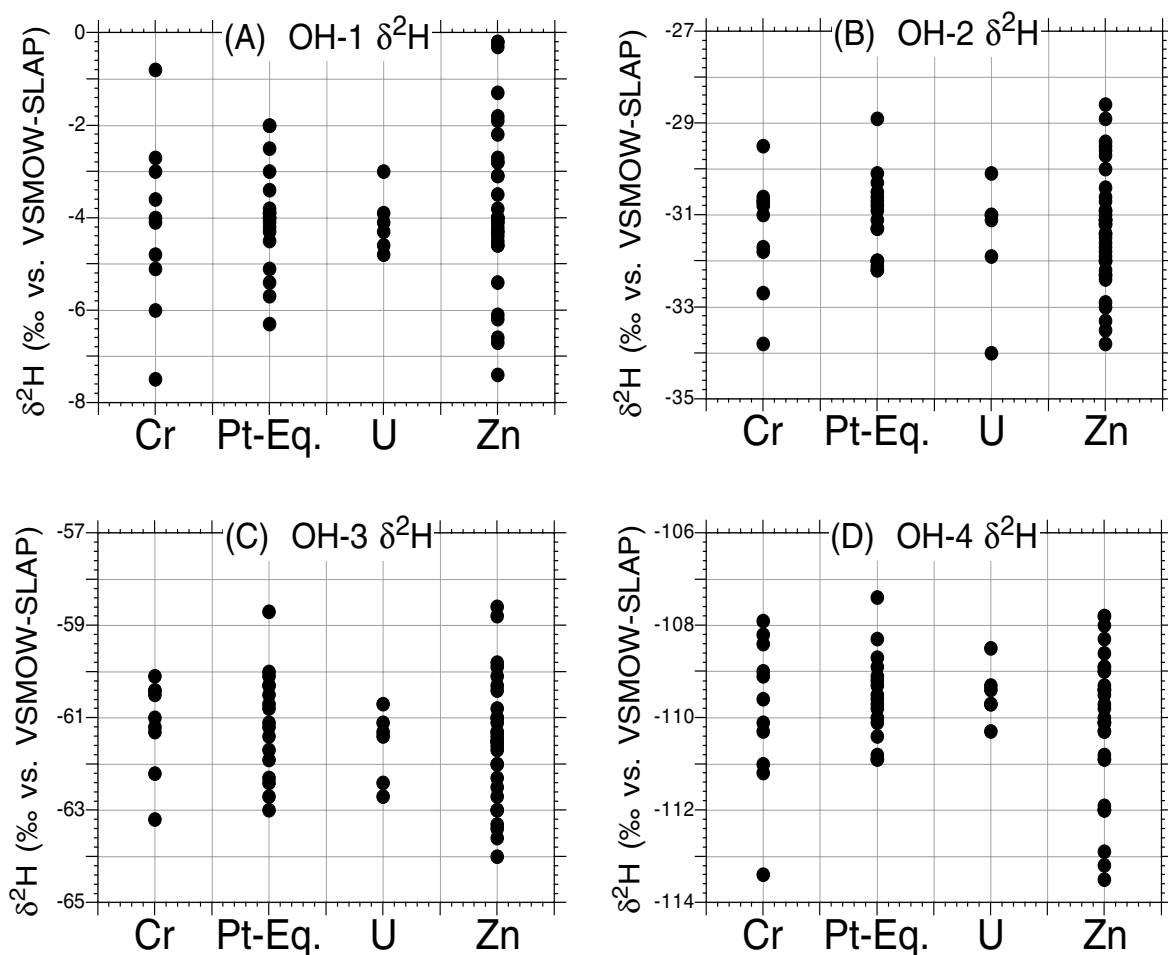 (A) OH-1 δ²H
δ²H (‰ vs. VSMOW-SLAP)
0
-2
-4
-6
-8
Cr Pt-Eq. U Zn
(B) OH-2 δ²H
δ²H (‰ vs. VSMOW-SLAP)
-27
-29
-31
-33
-35
Cr Pt-Eq. U Zn
(C) OH-3 δ²H
δ²H (‰ vs. VSMOW-SLAP)
-57
-59
-61
-63
-65
Cr Pt-Eq. U Zn
(D) OH-4 δ²H
δ²H (‰ vs. VSMOW-SLAP)
-106
-108
-110
-112
-114
Cr Pt-Eq. U Zn